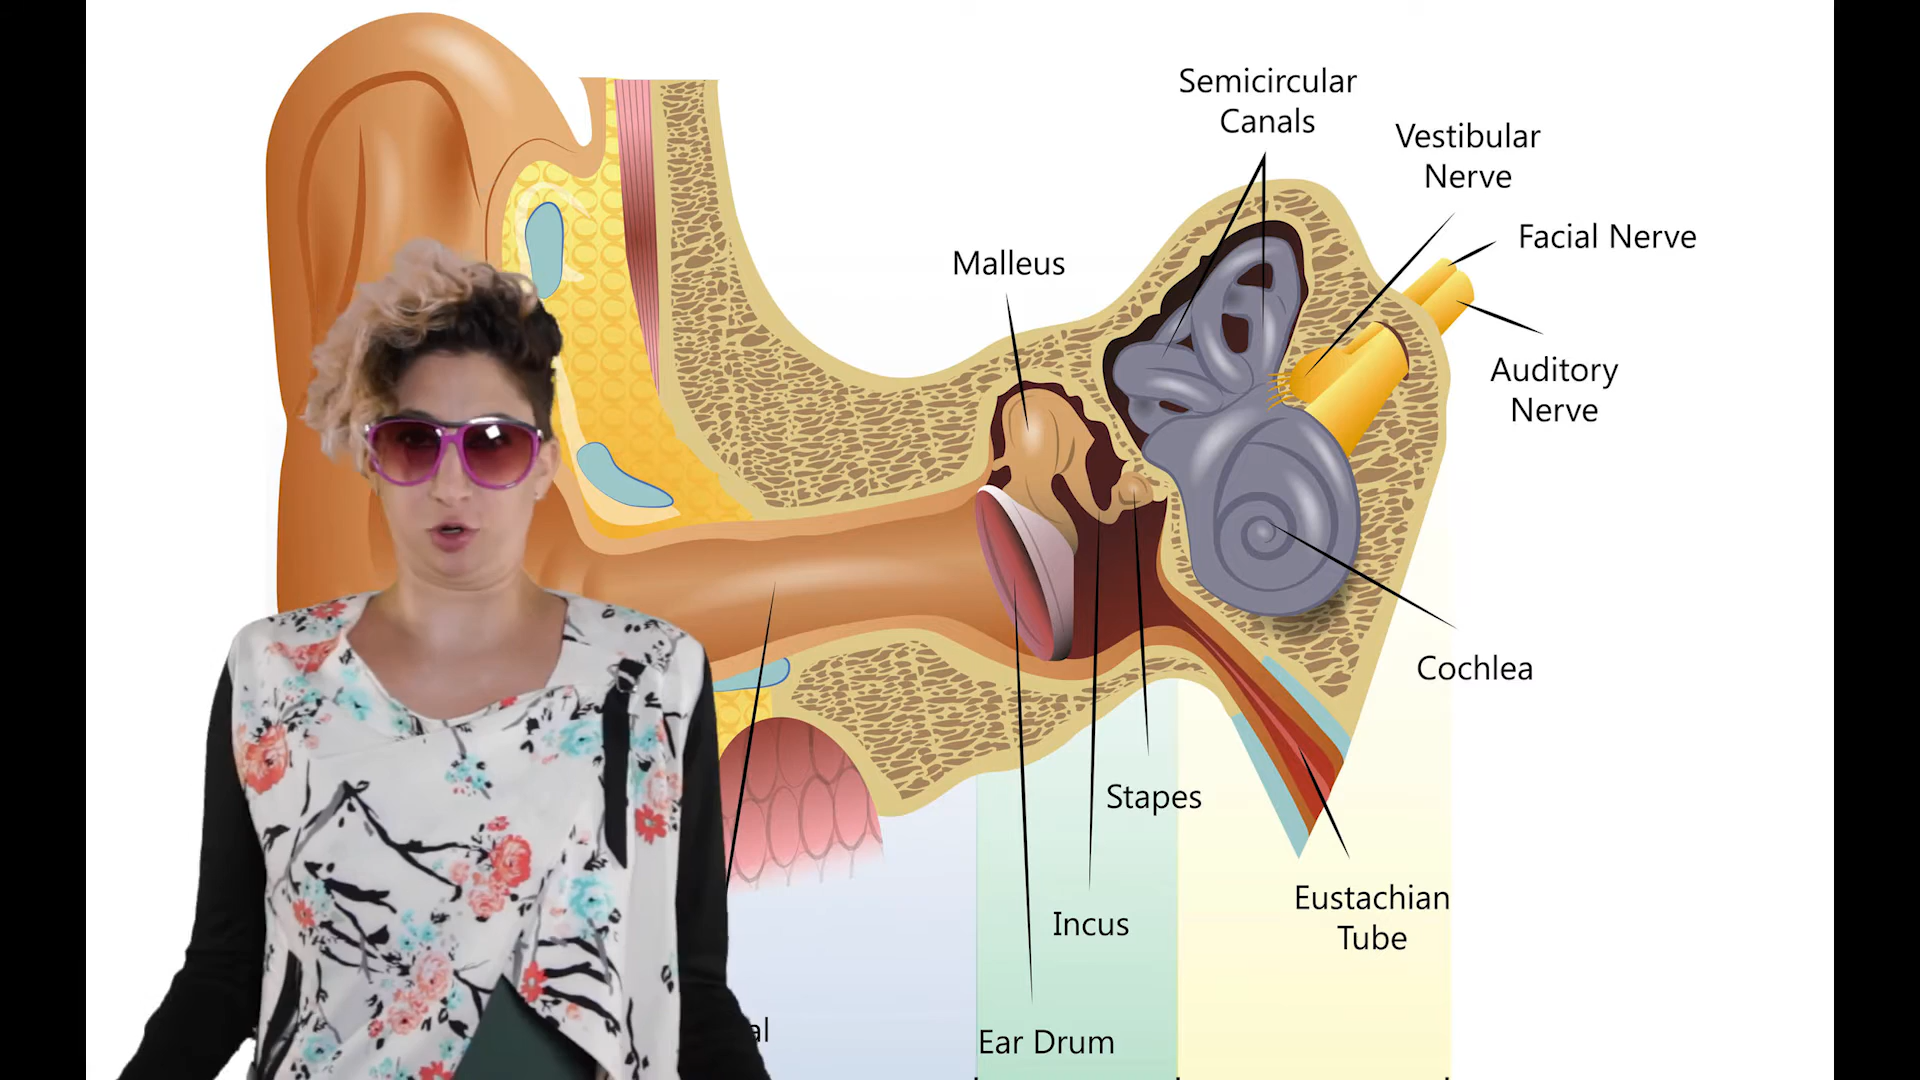 Semicircular
Canals
Vestibular
Nerve
Facial Nerve
Malleus
Auditory
Nerve
Cochlea
Stapes
Eustachian
Tube
Incus
Ear Drum